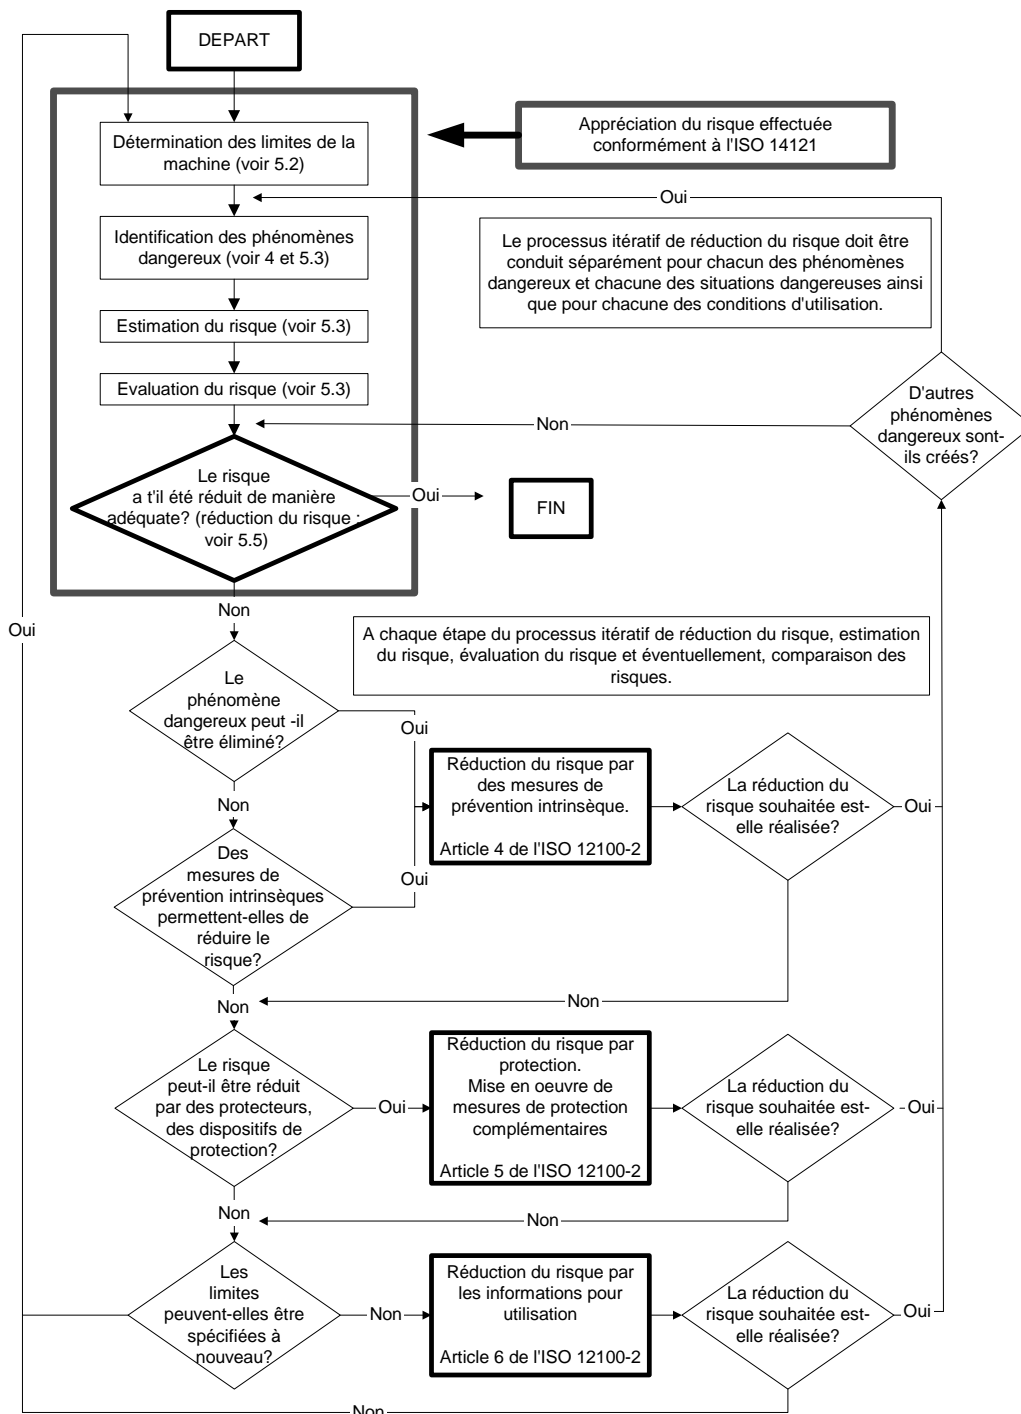 DEPART
Détermination des limites de la
machine (voir 5.2)
Appréciation du risque effectuée
conformément à l'ISO 14121
Oui
Identification des phénomènes
dangereux (voir 4 et 5.3)
Le processus itératif de réduction du risque doit être
conduit séparément pour chacun des phénomènes
dangereux et chacune des situations dangereuses ainsi
que pour chacune des conditions d'utilisation.
Estimation du risque (voir 5.3)
Evaluation du risque (voir 5.3)
D'autres
phénomènes
dangereux sont-
ils créés?
Non
Le risque
a t'il été réduit de manière
adéquate? (réduction du risque :
voir 5.5)
Oui
FIN
Non
Oui
A chaque étape du processus itératif de réduction du risque, estimation
du risque, évaluation du risque et éventuellement, comparaison des
risques.
Le
phénomène
dangereux peut -il
être éliminé?
Oui
Réduction du risque par
des mesures de
prévention intrinsèque.
Article 4 de l'ISO 12100-2
La réduction du
risque souhaitée est-
elle réalisée?
Oui
Non
Des
mesures de
prévention intrinsèques
permettent-elles de
réduire le
risque?
Oui
Non
Non
Le risque
peut-il être réduit
par des protecteurs,
des dispositifs de
protection?
Oui
Réduction du risque par
protection.
Mise en oeuvre de
mesures de protection
complémentaires
Article 5 de l'ISO 12100-2
La réduction du
risque souhaitée est-
elle réalisée?
Oui
Non
Non
Les
limites
peuvent-elles être
spécifiées à
nouveau?
Non
Réduction du risque par
les informations pour
utilisation
Article 6 de l'ISO 12100-2
La réduction du
risque souhaitée est-
elle réalisée?
Oui
Non